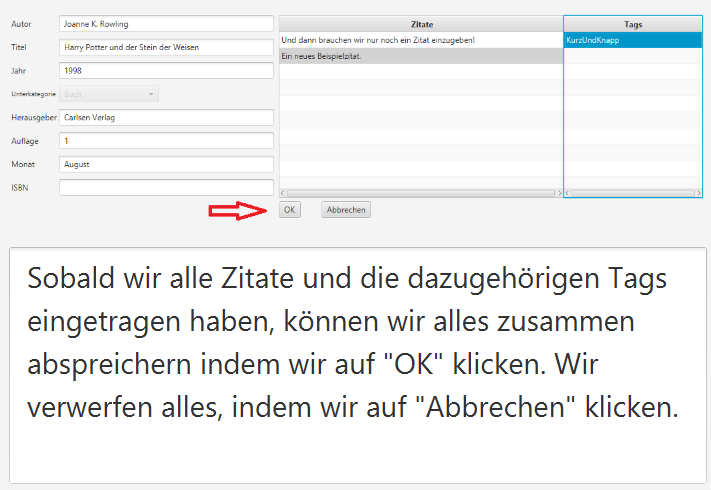 Autor Joanne K. Rowling
Titel Harry Potter und der Stein der Weisen
Jahr 1998
Unterkategorie Buch
Herausgeber Carlsen Verlag
Auflage 1
Monat August
ISBN
Zitate Tags
Und dann brauchen wir nur noch ein Zitat einzugeben! KurzUndKnapp
Ein neues Beispielzitat.
OK Abbrechen
Sobald wir alle Zitate und die dazugehörigen Tags
eingetragen haben, können wir alles zusammen
abspreichern indem wir auf "OK" klicken. Wir
verwerfen alles, indem wir auf "Abbrechen" klicken.